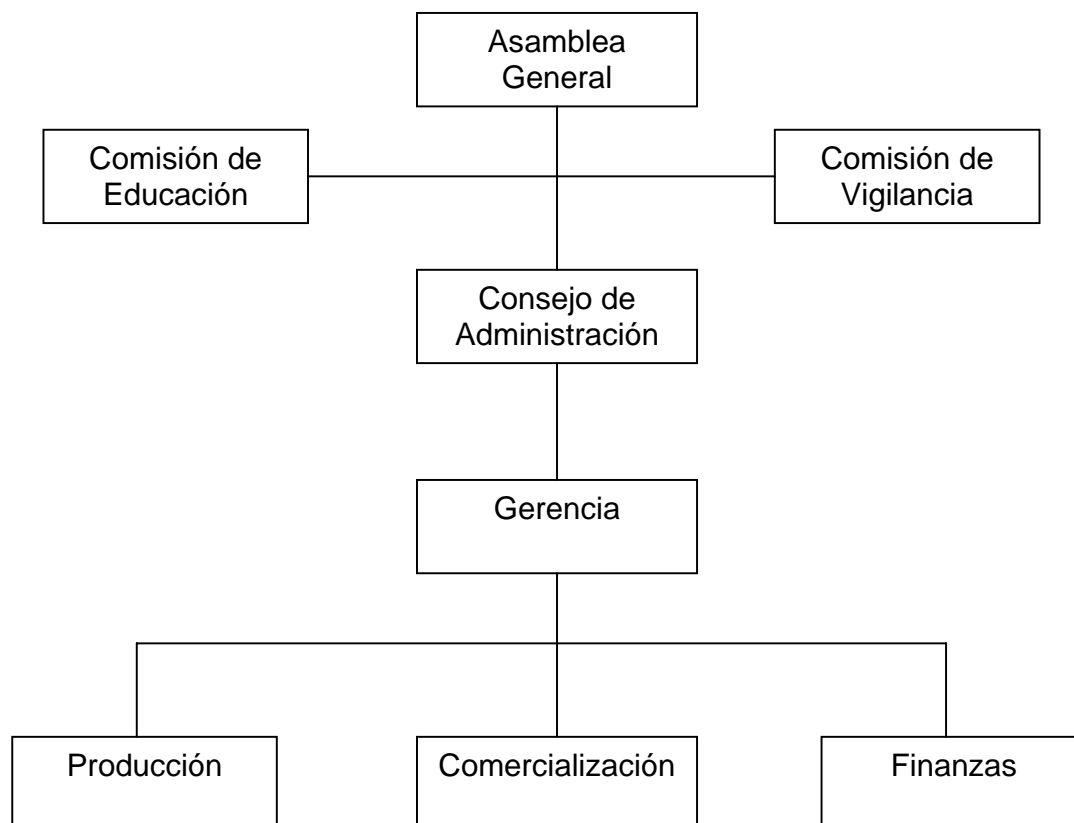 Asamblea
General
Comisión de
Educación
Comisión de
Vigilancia
Consejo de
Administración
Gerencia
Producción
Comercialización
Finanzas